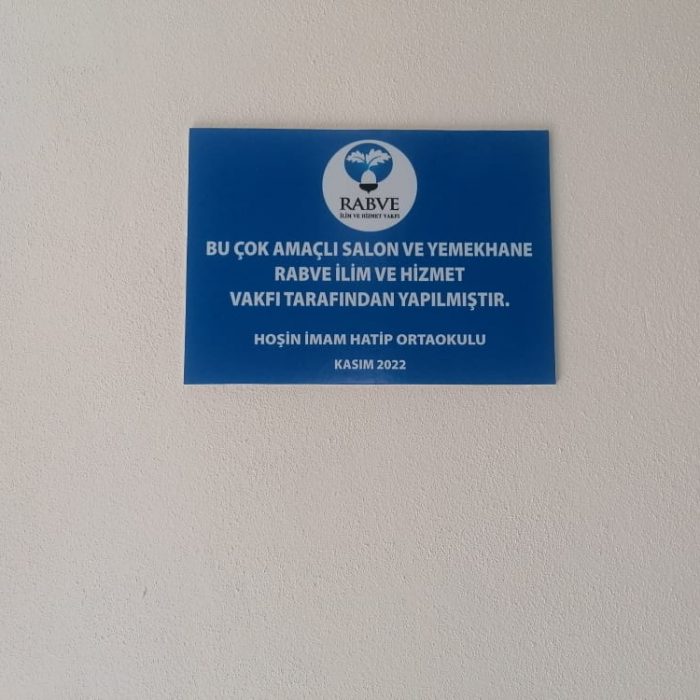 RABVE
İLİM VE HİZMET VAKFI
BU ÇOK AMAÇLI SALON VE YEMEKHANE
RABVE İLİM VE HİZMET
VAKFI TARAFINDAN YAPILMIŞTIR.
HOŞİN İMAM HATİP ORTAOKULU
KASIM 2022